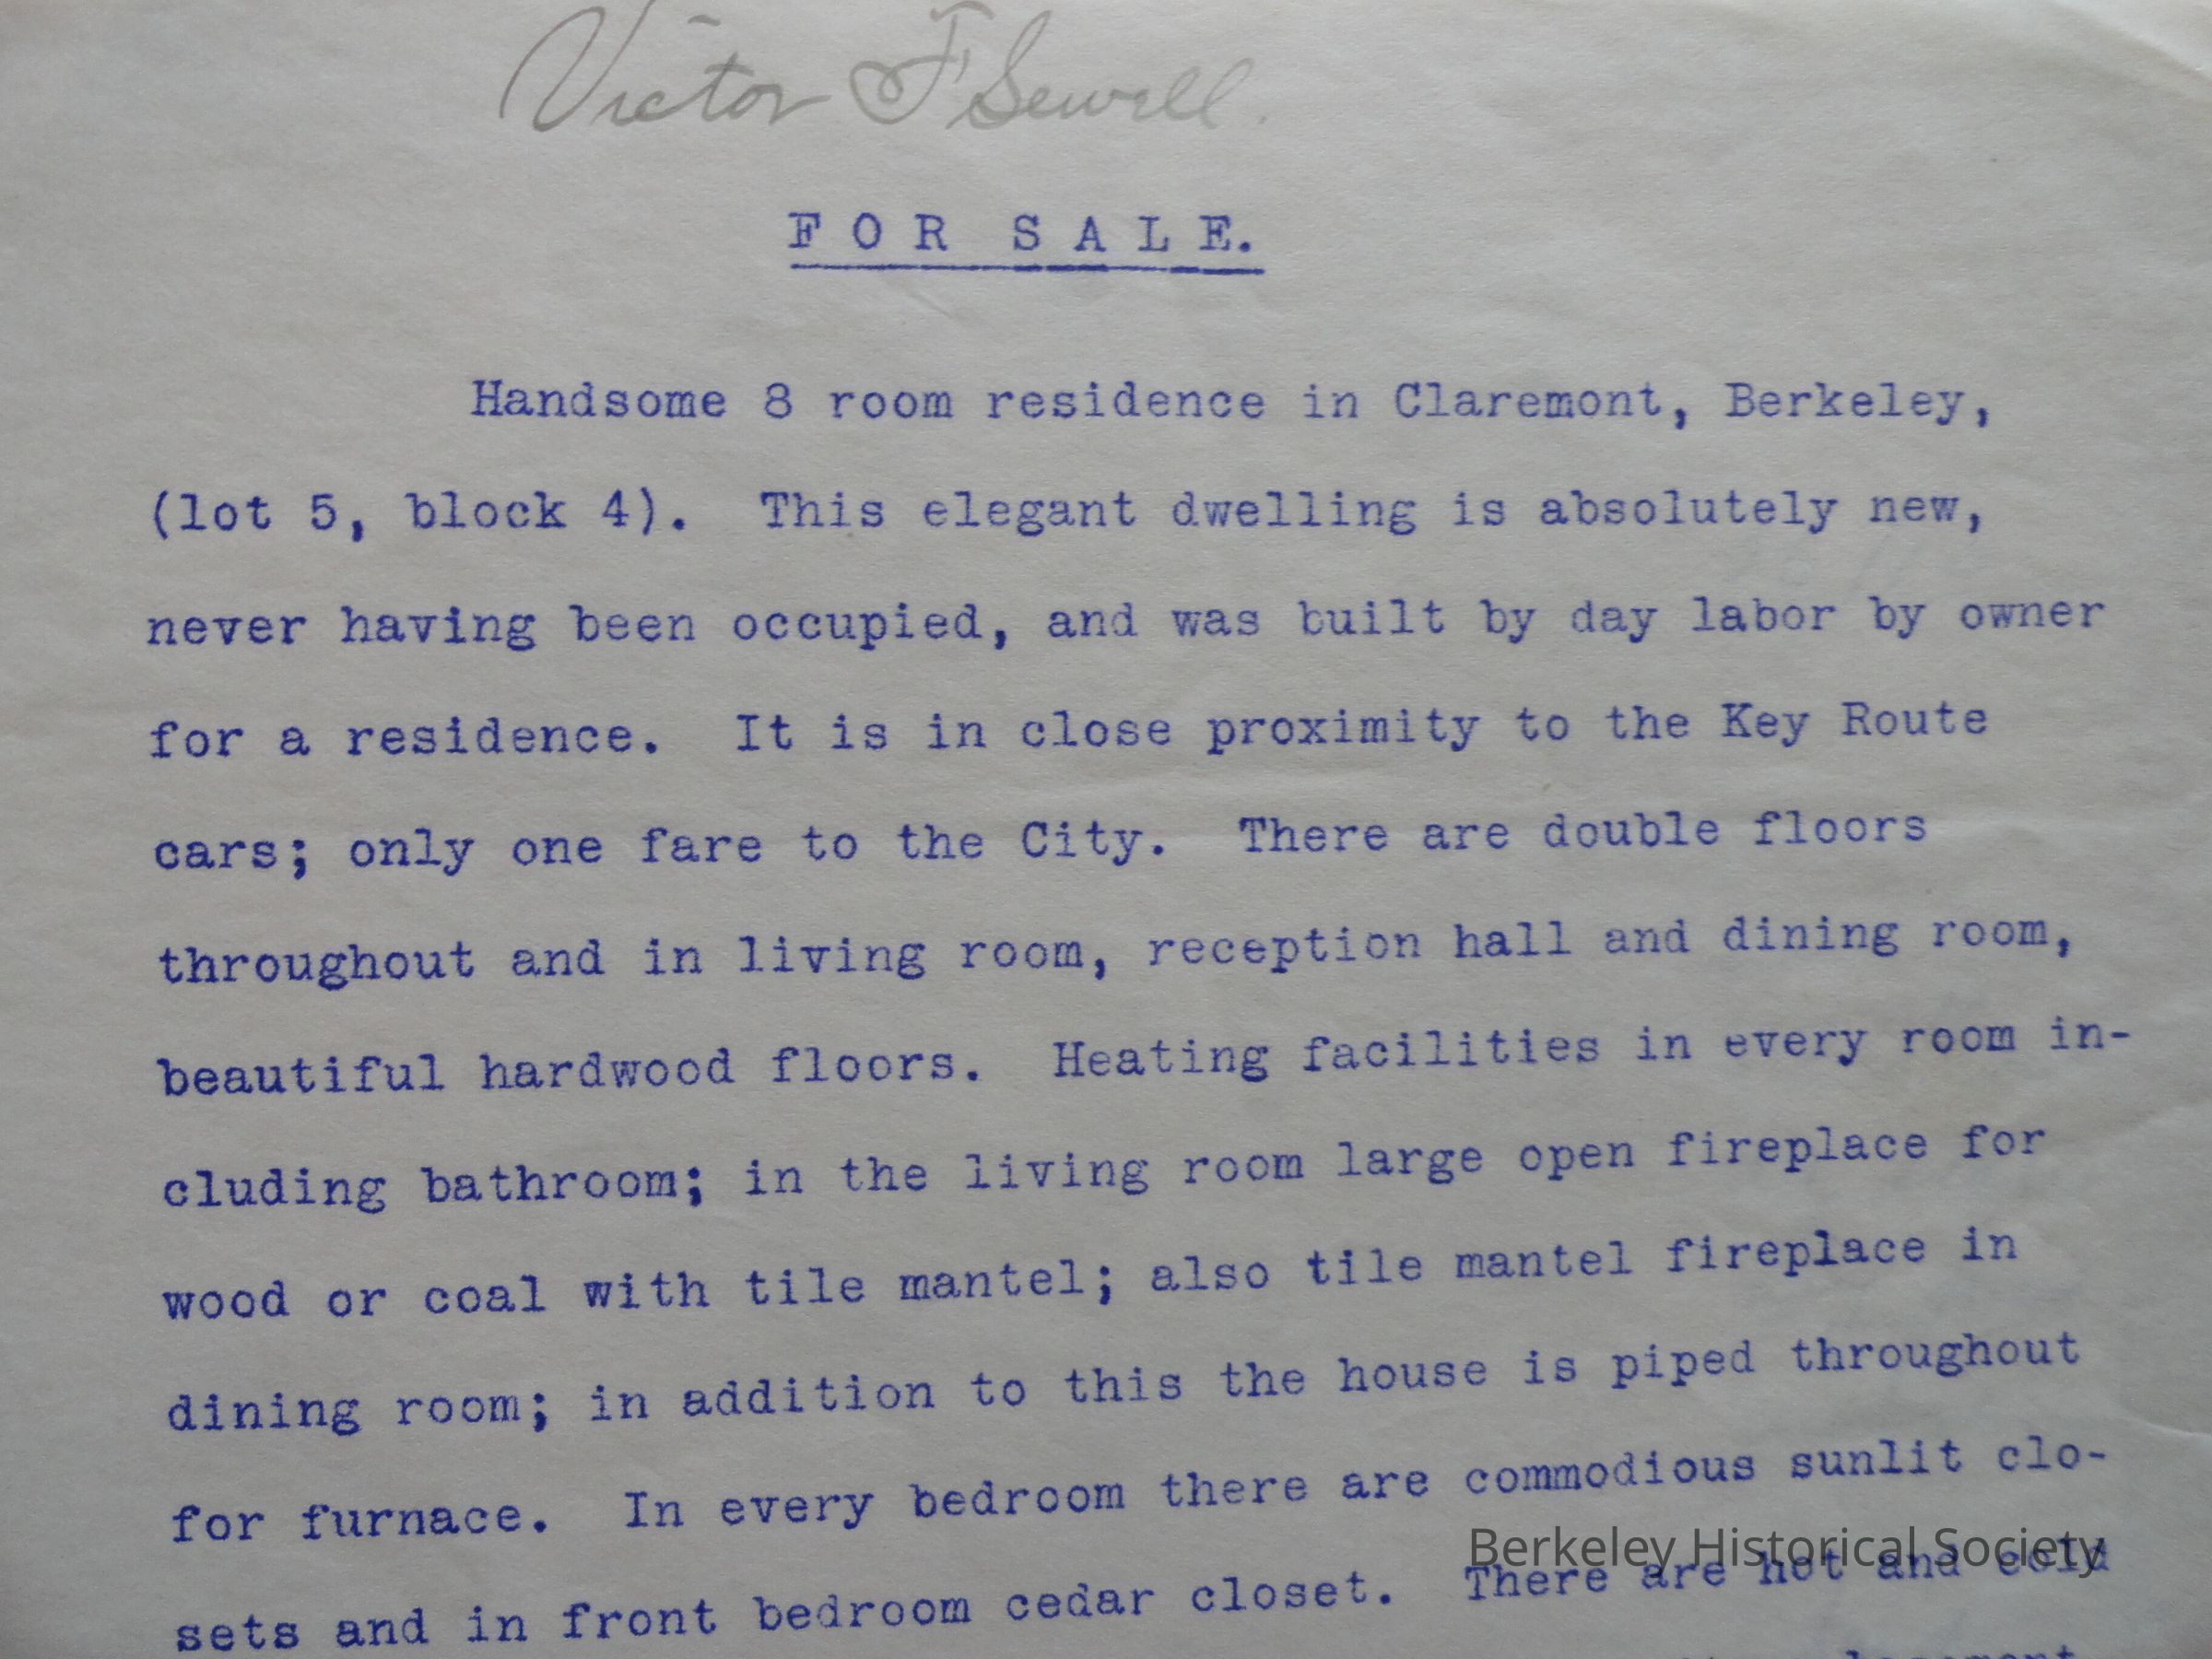 Victor F Sewell.
FOR SALE.
Handsome 8 room residence in Claremont, Berkeley,
(lot 5, block 4). This elegant dwelling is absolutely new,
never having been occupied, and was built by day labor by owner
for a residence. It is in close proximity to the Key Route
cars; only one fare to the City. There are double floors
throughout and in living room, reception hall and dining room,
beautiful hardwood floors. Heating facilities in every room in-
cluding bathroom; in the living room large open fireplace for
wood or coal with tile mantel; also tile mantel fireplace in
dining room; in addition to this the house is piped throughout
for furnace. In every bedroom there are commodious sunlit clo-
sets and in front bedroom cedar closet. There are hot and cold
Berkeley Historical Society